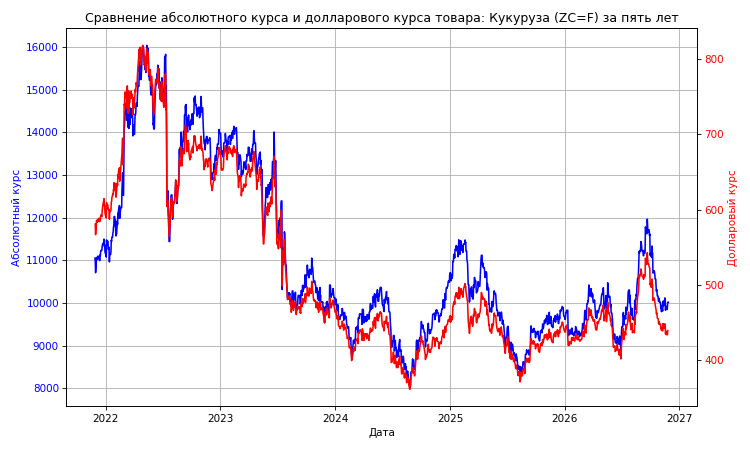 Сравнение абсолютного курса и долларового курса товара: Кукуруза (ZC=F) за пять лет
16000
15000
14000
13000
12000
11000
10000
9000
8000
Абсолютный курс
800
700
600
500
400
Долларовый курс
2022 2023 2024 2025 2026 2027
Дата